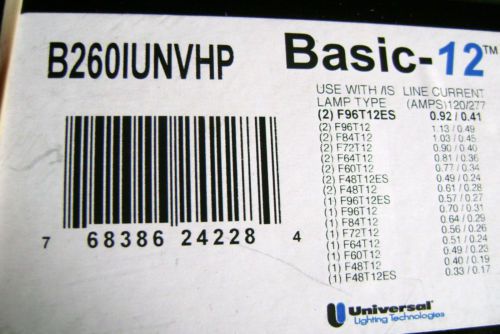 B260IUNVHP
Basic-12™
USE WITH /IS LINE CURRENT
LAMP TYPE (AMPS)120/277
(2) F96T12ES 0.92 / 0.41
(2) F96T12 1.13 / 0.49
(2) F84T12 1.03 / 0.45
(2) F72T12 0.90 / 0.40
(2) F64T12 0.81 / 0.36
(2) F60T12 0.77 / 0.34
(2) F48T12ES 0.49 / 0.24
(2) F48T12 0.61 / 0.28
(1) F96T12ES 0.57 / 0.27
(1) F96T12 0.70 / 0.31
(1) F84T12 0.64 / 0.29
(1) F72T12 0.56 / 0.26
(1) F64T12 0.51 / 0.24
(1) F60T12 0.49 / 0.23
(1) F48T12 0.40 / 0.19
(1) F48T12ES 0.33 / 0.17
7 68386 24228 4
Universal
Lighting Technologies